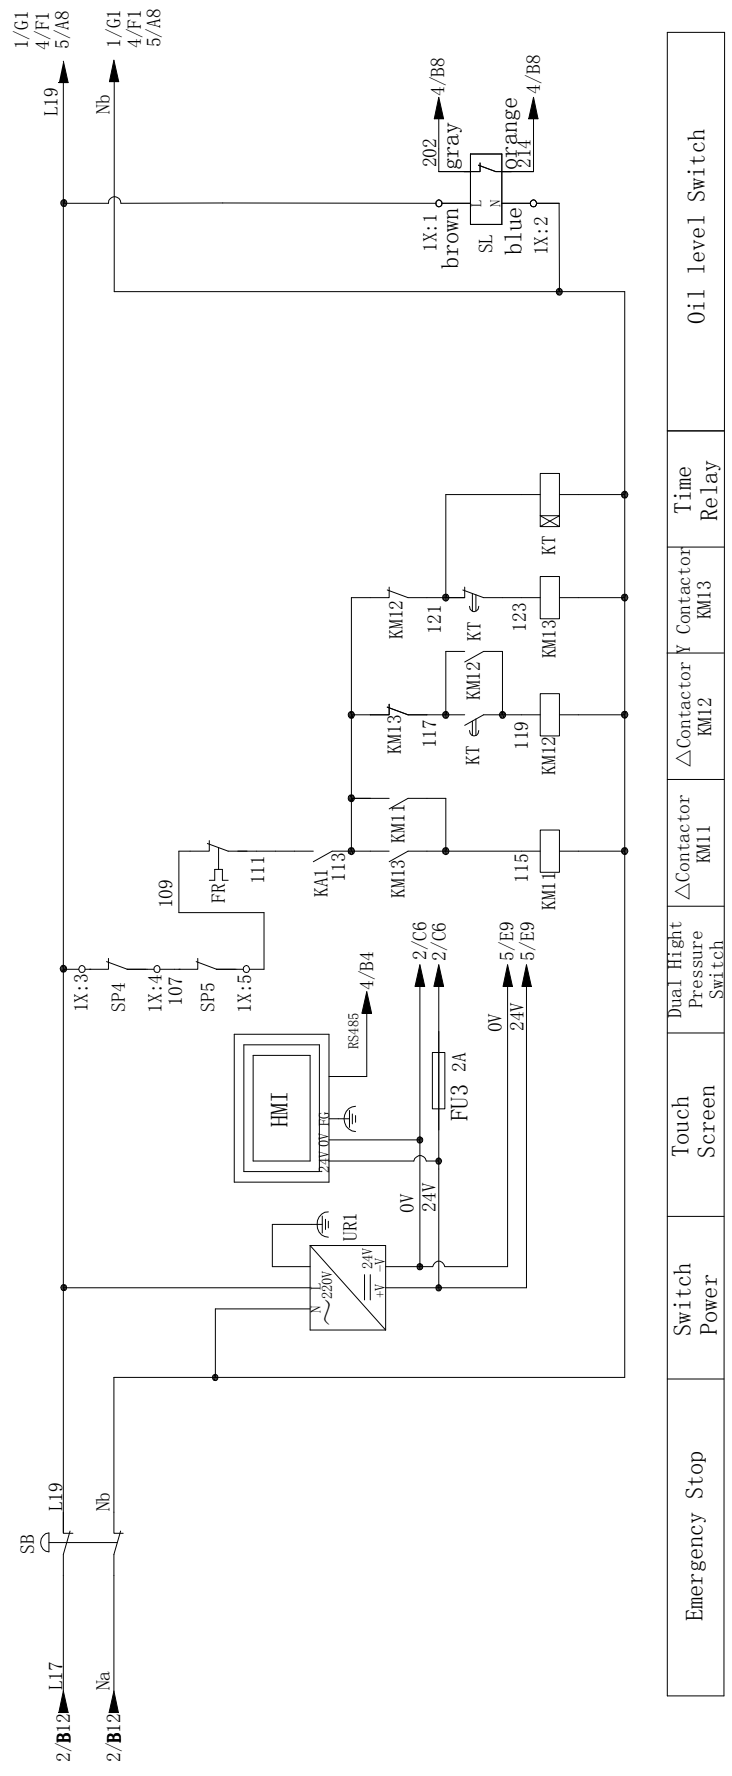 2/B12
L17
SB
L19
L19
1/G1
4/F1
5/A8
2/B12
Na
Nb
Nb
1/G1
4/F1
5/A8
N
L
220V
24V
+V
-V
UR1
HMI
24V
0V
FG
RS485
4/B4
0V
24V
FU3
2A
2/C6
2/C6
0V
24V
5/E9
5/E9
1X:3
SP4
1X:4
107
SP5
1X:5
109
FR
111
KA1
113
KM13
KM11
115
KM11
KM13
117
KT
KM12
119
KM12
KM12
121
KT
123
KM13
KT
1X:1
brown
SL
L
N
blue
1X:2
202
gray
4/B8
orange
214
4/B8
Emergency Stop
Switch
Power
Touch
Screen
Dual Hight
Pressure
Switch
△Contactor
KM11
△Contactor
KM12
Y Contactor
KM13
Time
Relay
Oil level Switch